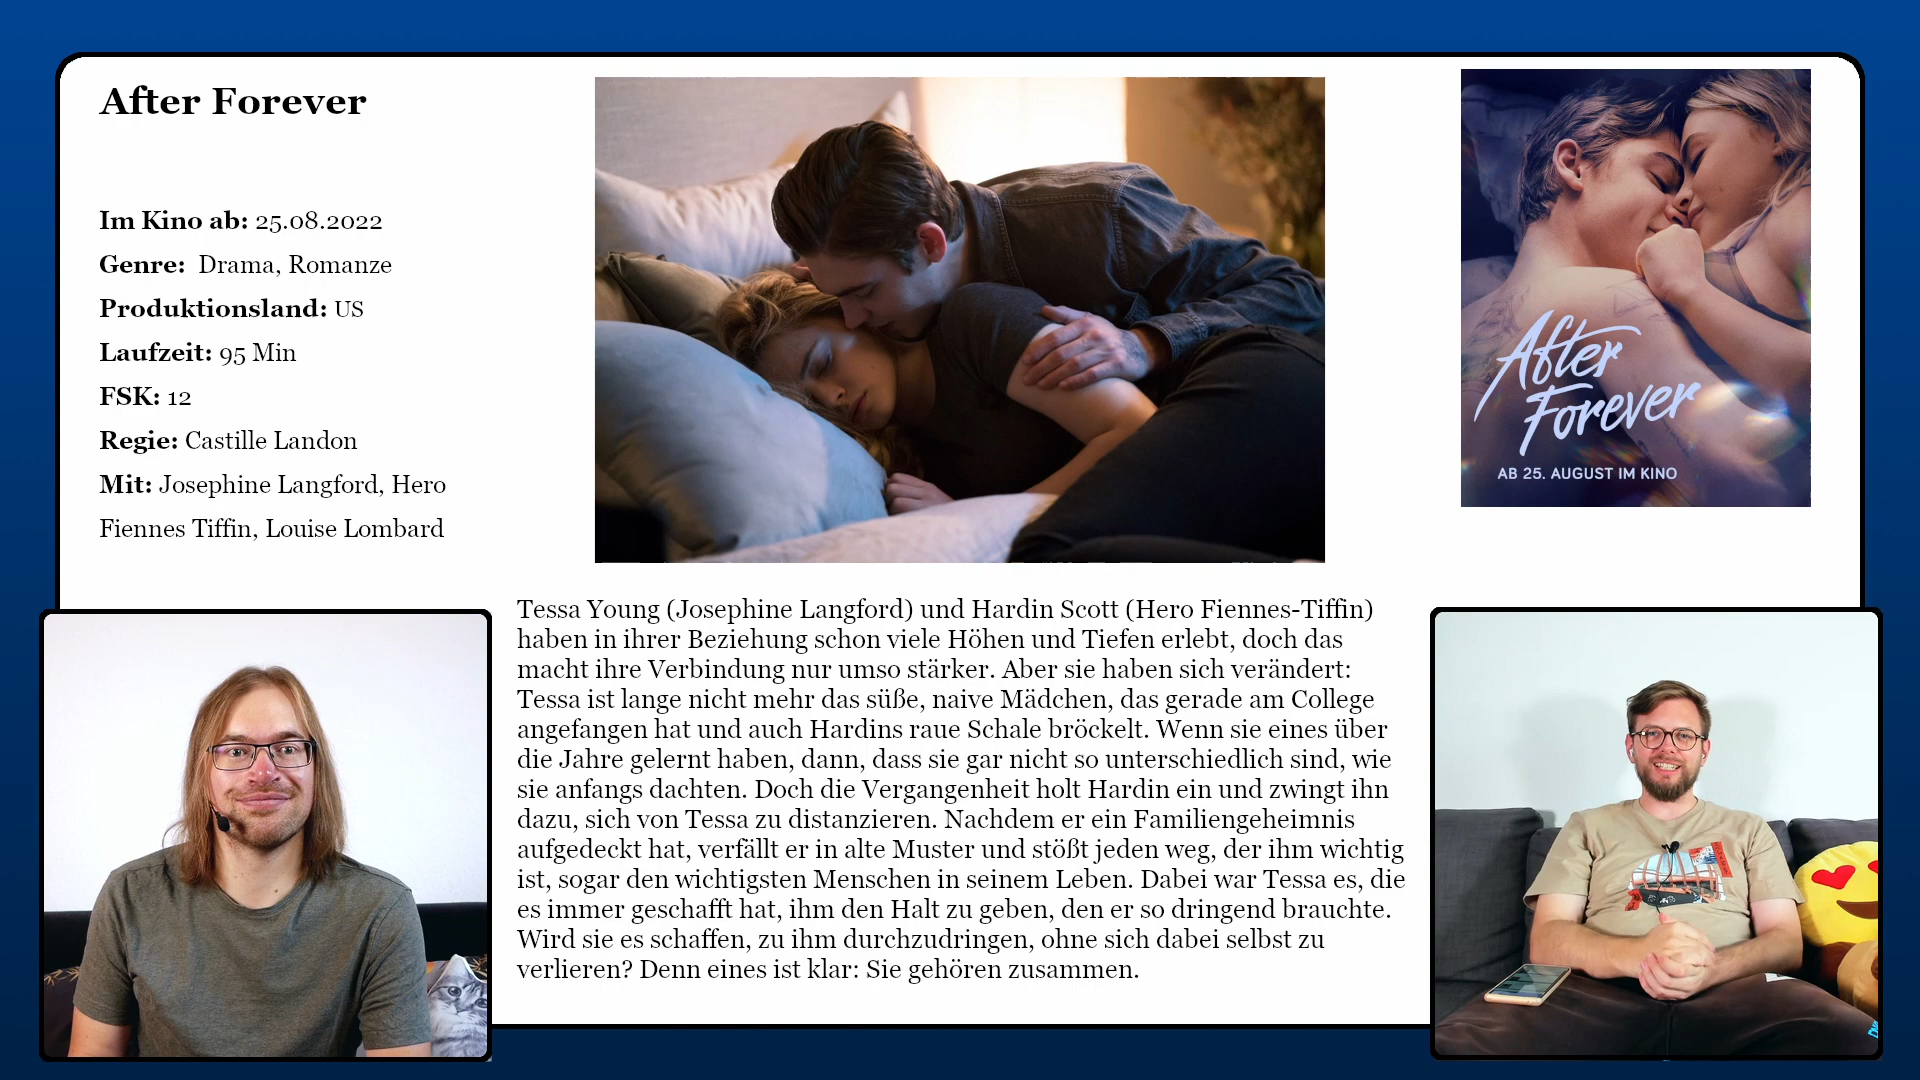 After Forever
Im Kino ab: 25.08.2022
Genre:  Drama, Romanze
Produktionsland: US
Laufzeit: 95 Min
FSK: 12
Regie: Castille Landon
Mit: Josephine Langford, Hero
Fiennes Tiffin, Louise Lombard
After
Forever
AB 25. AUGUST IM KINO
Tessa Young (Josephine Langford) und Hardin Scott (Hero Fiennes-Tiffin)
haben in ihrer Beziehung schon viele Höhen und Tiefen erlebt, doch das
macht ihre Verbindung nur umso stärker. Aber sie haben sich verändert:
Tessa ist lange nicht mehr das süße, naive Mädchen, das gerade am College
angefangen hat und auch Hardins raue Schale bröckelt. Wenn sie eines über
die Jahre gelernt haben, dann, dass sie gar nicht so unterschiedlich sind, wie
sie anfangs dachten. Doch die Vergangenheit holt Hardin ein und zwingt ihn
dazu, sich von Tessa zu distanzieren. Nachdem er ein Familiengeheimnis
aufgedeckt hat, verfällt er in alte Muster und stößt jeden weg, der ihm wichtig
ist, sogar den wichtigsten Menschen in seinem Leben. Dabei war Tessa es, die
es immer geschafft hat, ihm den Halt zu geben, den er so dringend brauchte.
Wird sie es schaffen, zu ihm durchzudringen, ohne sich dabei selbst zu
verlieren? Denn eines ist klar: Sie gehören zusammen.